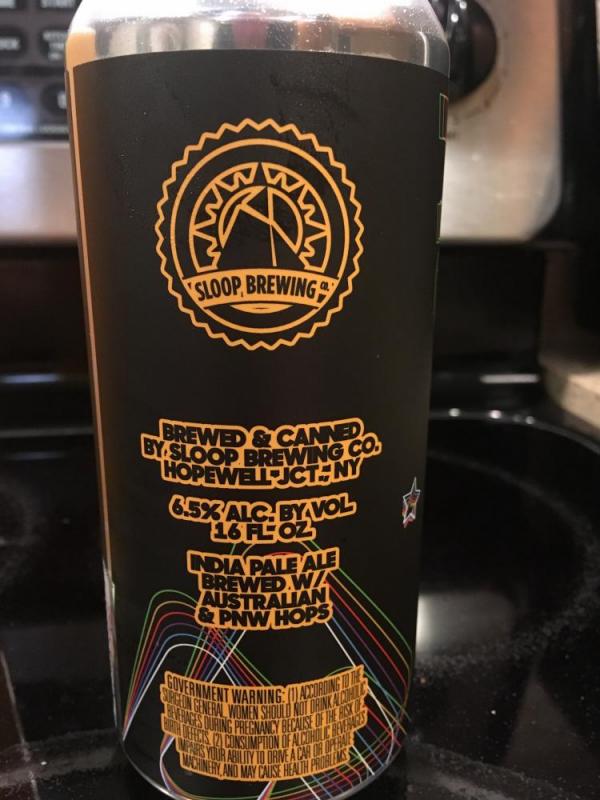 SLOOP BREWING CO.
BREWED & CANNED
BY SLOOP BREWING CO.
HOPEWELL JCT., NY
6.5% ALC. BY VOL.
16 FL. OZ.
INDIA PALE ALE
BREWED W/
AUSTRALIAN
& PNW HOPS
GOVERNMENT WARNING: (1) ACCORDING TO THE
SURGEON GENERAL, WOMEN SHOULD NOT DRINK ALCOHOLIC
BEVERAGES DURING PREGNANCY BECAUSE OF THE RISK OF
BIRTH DEFECTS. (2) CONSUMPTION OF ALCOHOLIC BEVERAGES
IMPAIRS YOUR ABILITY TO DRIVE A CAR OR OPERATE
MACHINERY, AND MAY CAUSE HEALTH PROBLEMS.